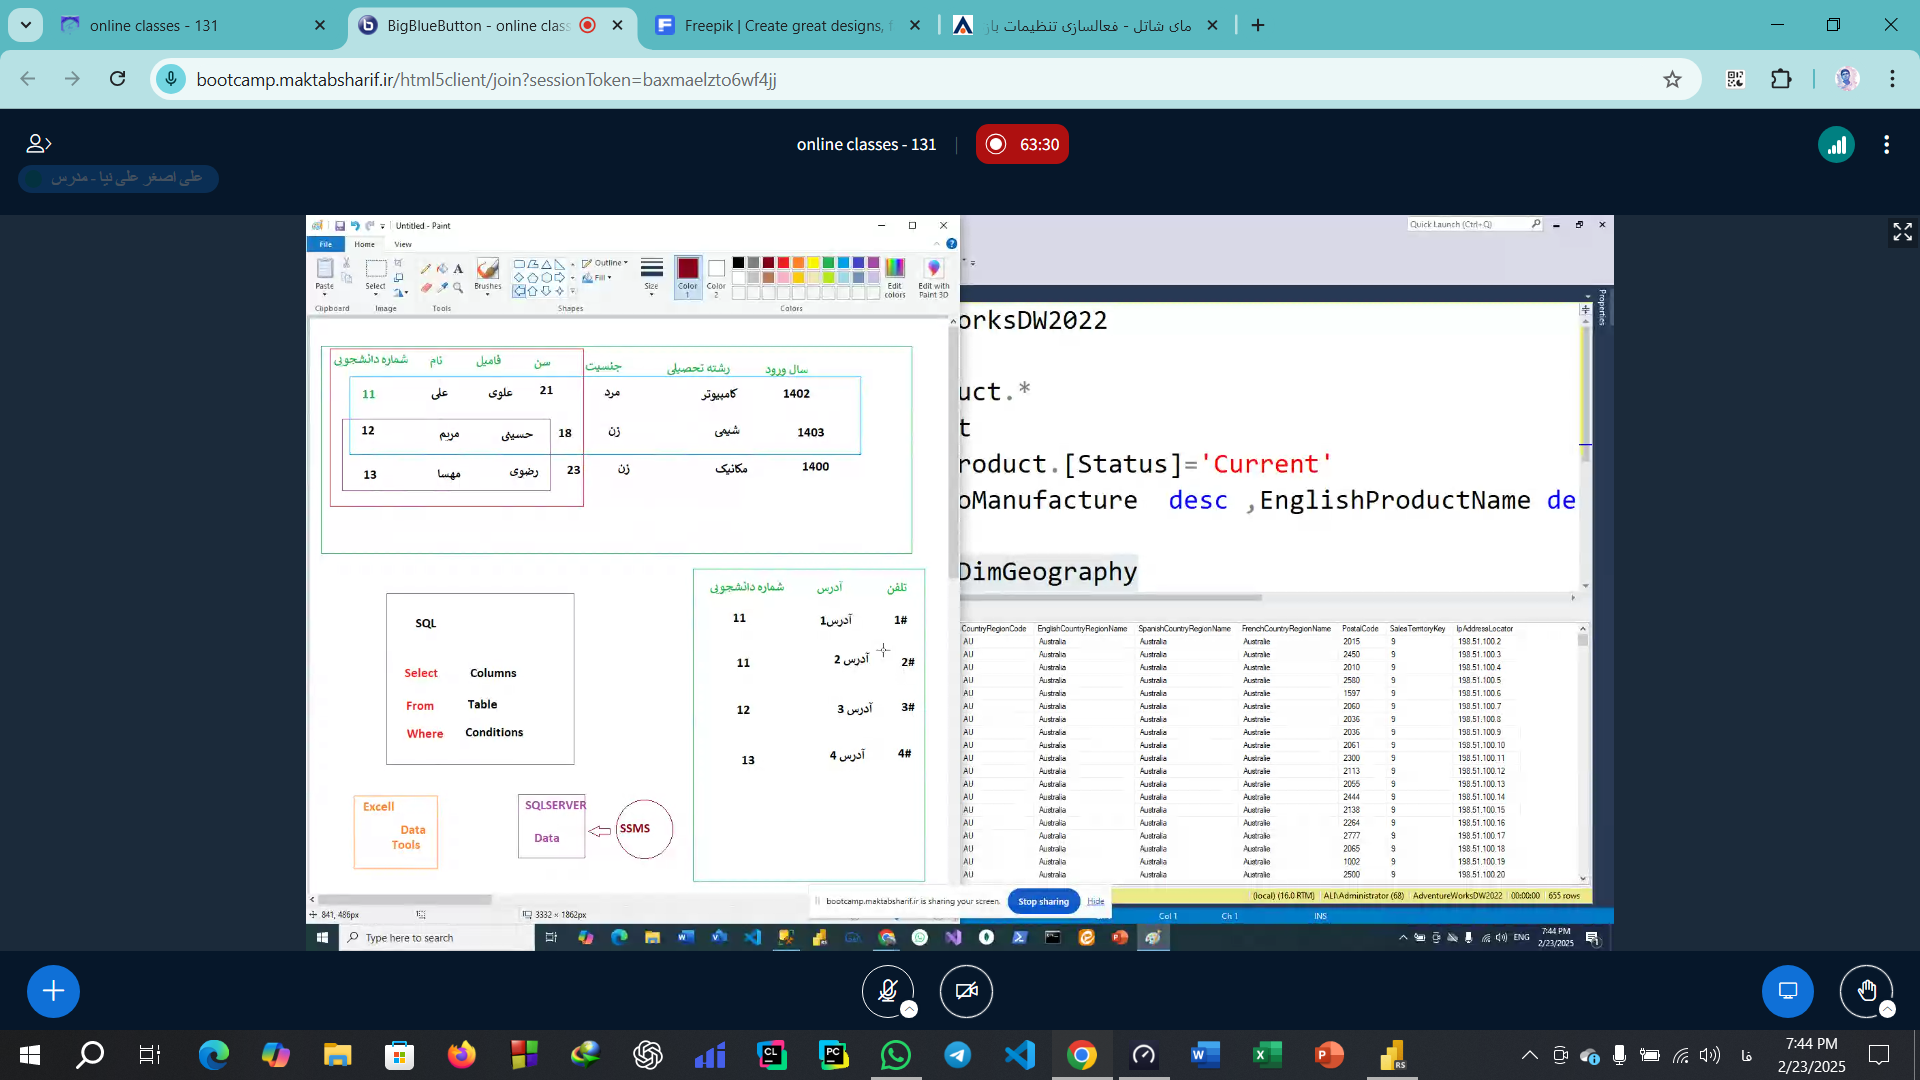 online classes - 131
BigBlueButton - online clas
Freepik | Create great designs, f
مای شاتل - فعالسازی تنظیمات باز
bootcamp.maktabsharif.ir/html5client/join?sessionToken=baxmaelzto6wf4jj
online classes - 131
63:30
علی اصغر علی نیا - مدرس
Untitled - Paint
Quick Launch (Ctrl+Q)
File Home View
Paste Select Brushes Outline Fill Size Color 1 Color 2 Edit colors Edit with Paint 3D
Clipboard Image Tools Shapes Colors
Properties
شماره دانشجویی نام فامیل سن جنسیت رشته تحصیلی سال ورود
11 علی علوی 21 مرد کامپیوتر 1402
12 مریم حسینی 18 زن شیمی 1403
13 مهسا رضوی 23 زن مکانیک 1400
شماره دانشجویی آدرس تلفن
11 آدرس1 1#
11 آدرس 2 2#
12 آدرس 3 3#
13 آدرس 4 4#
SQL
Select Columns
From Table
Where Conditions
Excell
Data
Tools
SQLSERVER
Data
SSMS
orksDW2022
uct.*
t
roduct.[Status]='Current'
oManufacture desc ,EnglishProductName de
DimGeography
CountryRegionCode EnglishCountryRegionName SpanishCountryRegionName FrenchCountryRegionName PostalCode SalesTerritoryKey IpAddressLocator
AU Australia Australia Australie 2015 9 198.51.100.2
AU Australia Australia Australie 2450 9 198.51.100.3
AU Australia Australia Australie 2010 9 198.51.100.4
AU Australia Australia Australie 2580 9 198.51.100.5
AU Australia Australia Australie 1597 9 198.51.100.6
AU Australia Australia Australie 2060 9 198.51.100.7
AU Australia Australia Australie 2036 9 198.51.100.8
AU Australia Australia Australie 2036 9 198.51.100.9
AU Australia Australia Australie 2061 9 198.51.100.10
AU Australia Australia Australie 2300 9 198.51.100.11
AU Australia Australia Australie 2113 9 198.51.100.12
AU Australia Australia Australie 2055 9 198.51.100.13
AU Australia Australia Australie 2444 9 198.51.100.14
AU Australia Australia Australie 2138 9 198.51.100.15
AU Australia Australia Australie 2264 9 198.51.100.16
AU Australia Australia Australie 2777 9 198.51.100.17
AU Australia Australia Australie 2065 9 198.51.100.18
AU Australia Australia Australie 1002 9 198.51.100.19
AU Australia Australia Australie 2500 9 198.51.100.20
(local) (16.0 RTM) ALI\Administrator (68) AdventureWorksDW2022 00:00:00 655 rows
bootcamp.maktabsharif.ir is sharing your screen. Stop sharing Hide
841, 486px 3332 × 1862px
Col 1 Ch 1 INS
Type here to search
ENG 7:44 PM
2/23/2025
فا 7:44 PM
2/23/2025